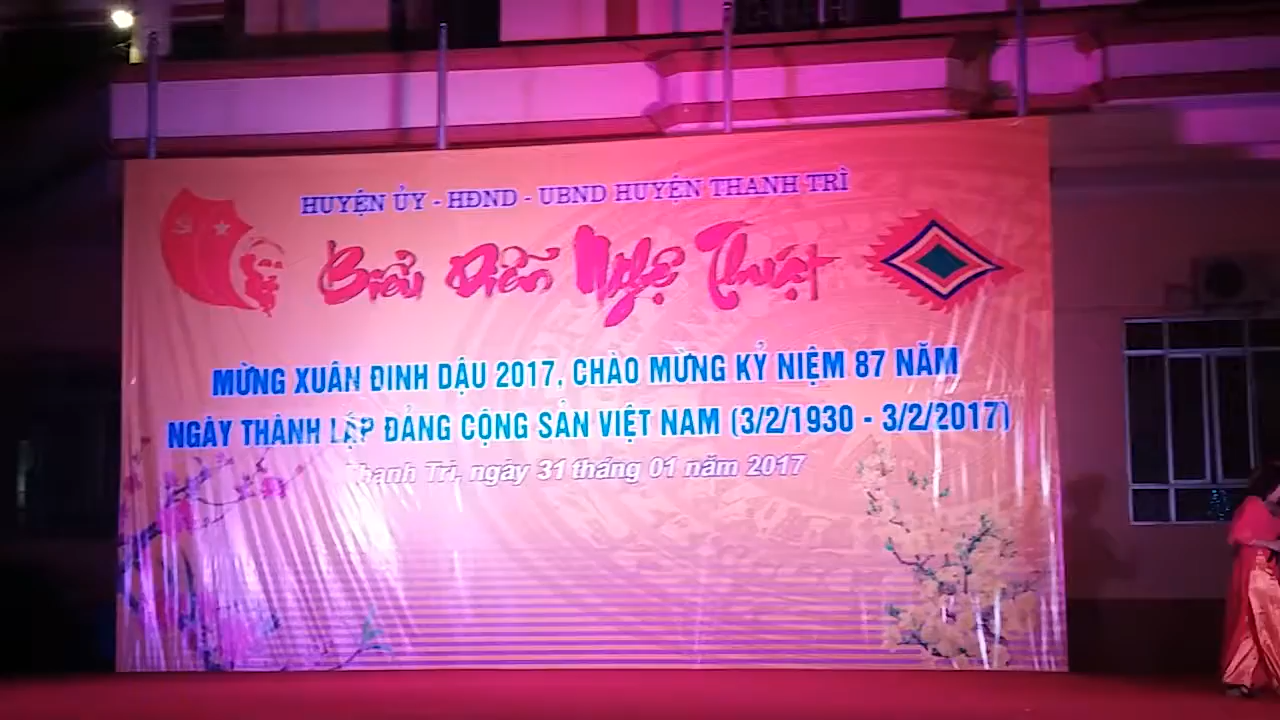 HUYỆN ỦY - HĐND - UBND HUYỆN THANH TRÌ
Biểu Diễn Nghệ Thuật
MỪNG XUÂN ĐINH DẬU 2017, CHÀO MỪNG KỶ NIỆM 87 NĂM
NGÀY THÀNH LẬP ĐẢNG CỘNG SẢN VIỆT NAM (3/2/1930 - 3/2/2017)
Thanh Trì, ngày 31 tháng 01 năm 2017